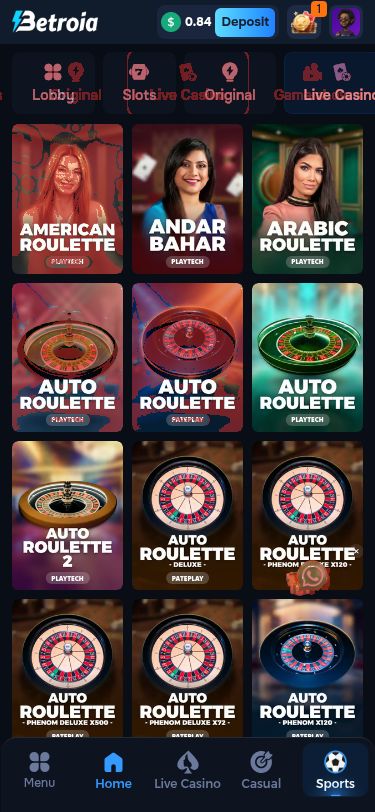 Betroia
$ 0.84 Deposit
1
Lobby Slots Original Live Casino
AMERICAN
ROULETTE
PLAYTECH
ANDAR
BAHAR
PLAYTECH
ARABIC
ROULETTE
PLAYTECH
AUTO
ROULETTE
PLAYTECH
AUTO
ROULETTE
PATEPLAY
AUTO
ROULETTE
PLAYTECH
AUTO
ROULETTE
2
PLAYTECH
AUTO
ROULETTE
- DELUXE -
PATEPLAY
AUTO
ROULETTE
- PHENOM DELUXE X120 -
AUTO
ROULETTE
- PHENOM DELUXE X500 -
PATEPLAY
AUTO
ROULETTE
- PHENOM DELUXE X72 -
PATEPLAY
AUTO
ROULETTE
- PHENOM X120 -
PATEPLAY
Menu Home Live Casino Casual Sports